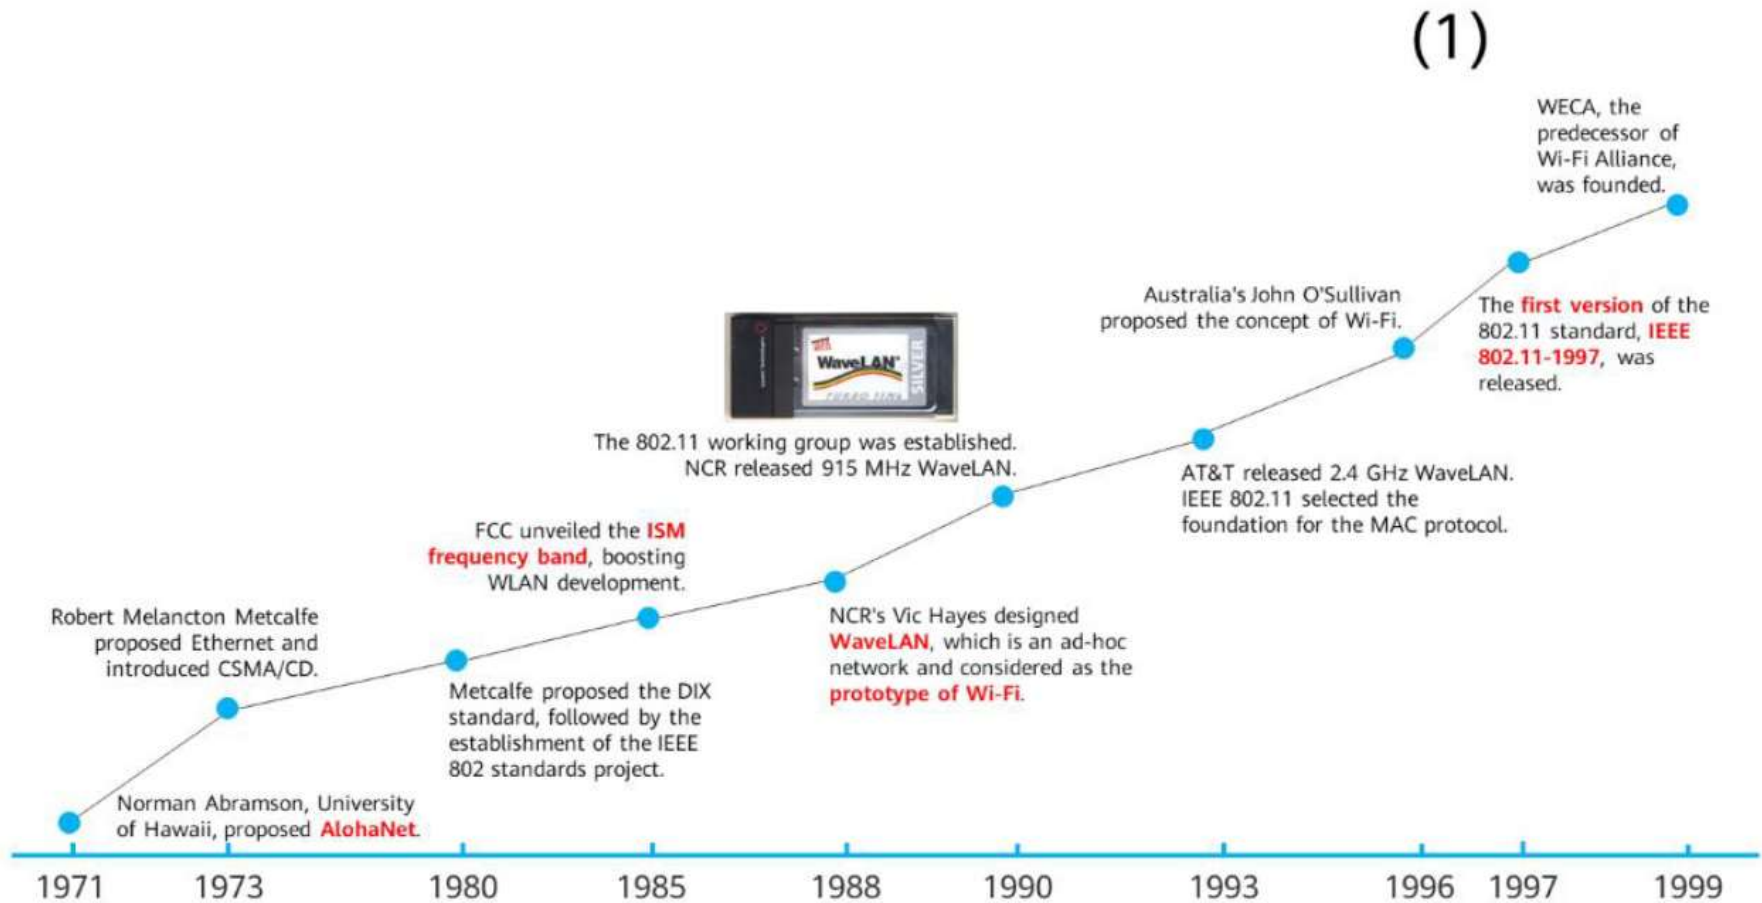 (1)
WECA, the
predecessor of
Wi-Fi Alliance,
was founded.
Australia's John O'Sullivan
proposed the concept of Wi-Fi.
The first version of the
802.11 standard, IEEE
802.11-1997, was
released.
WaveLAN
SILVER
The 802.11 working group was established.
NCR released 915 MHz WaveLAN.
AT&T released 2.4 GHz WaveLAN.
IEEE 802.11 selected the
foundation for the MAC protocol.
FCC unveiled the ISM
frequency band, boosting
WLAN development.
NCR's Vic Hayes designed
WaveLAN, which is an ad-hoc
network and considered as the
prototype of Wi-Fi.
Robert Melancton Metcalfe
proposed Ethernet and
introduced CSMA/CD.
Metcalfe proposed the DIX
standard, followed by the
establishment of the IEEE
802 standards project.
Norman Abramson, University
of Hawaii, proposed AlohaNet.
1971 1973 1980 1985 1988 1990 1993 1996 1997 1999